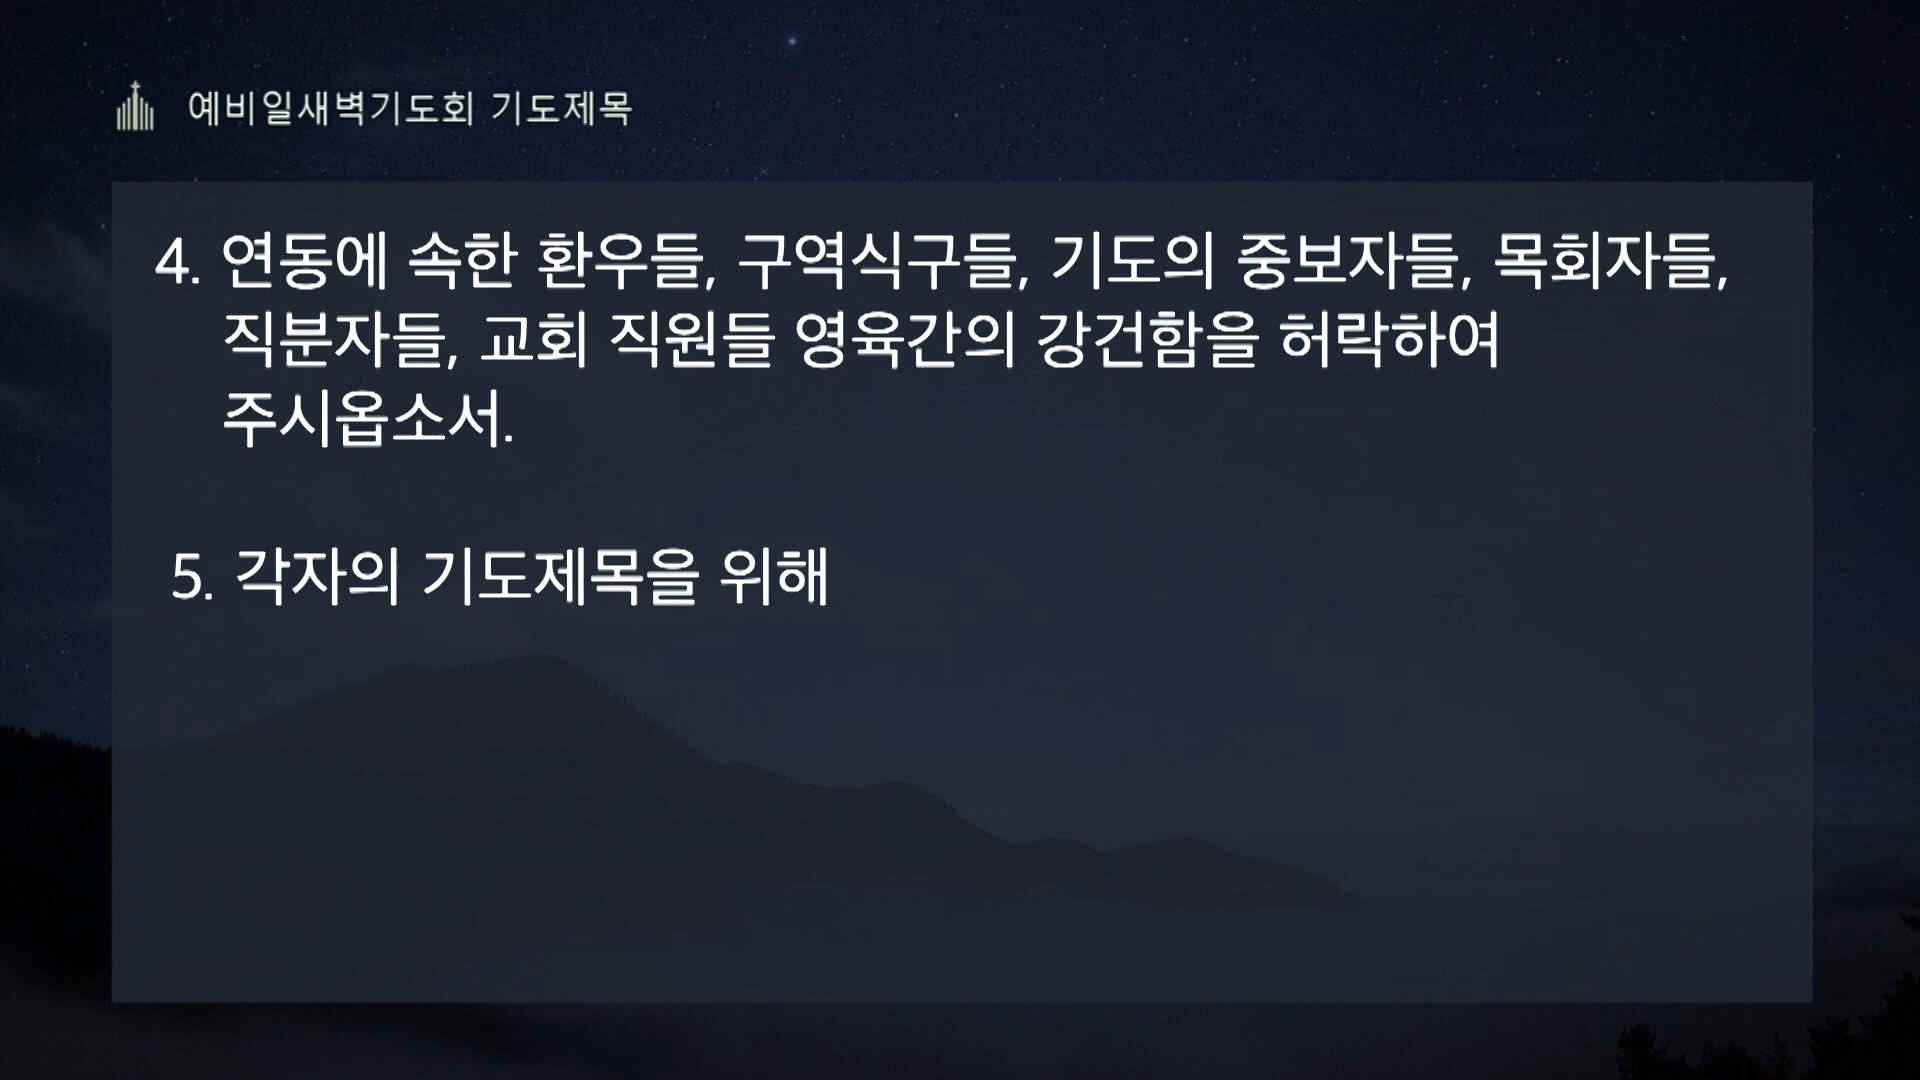 예비일새벽기도회 기도제목
4. 연동에 속한 환우들, 구역식구들, 기도의 중보자들, 목회자들,
직분자들, 교회 직원들 영육간의 강건함을 허락하여
주시옵소서.
5. 각자의 기도제목을 위해